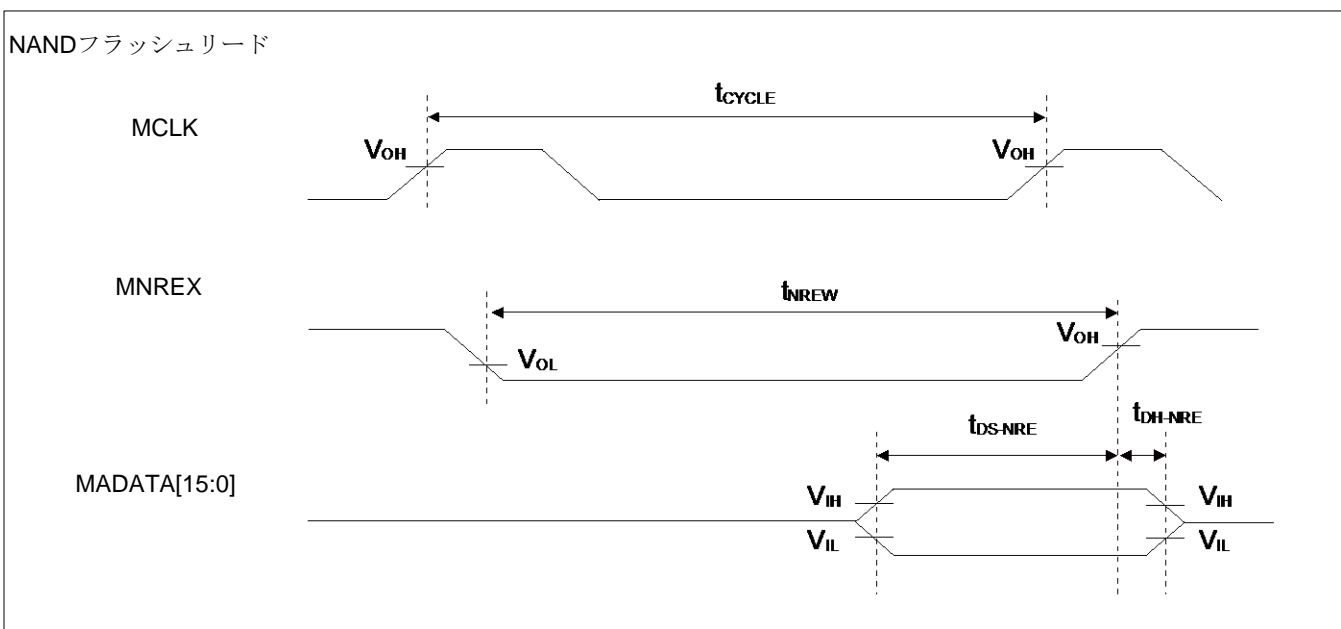 NANDフラッシュリード
tCYCLE
MCLK
VOH
VOH
MNREX
tNREW
VOH
VOL
tDS-NRE
tDH-NRE
MADATA[15:0]
VIH
VIH
VIL
VIL